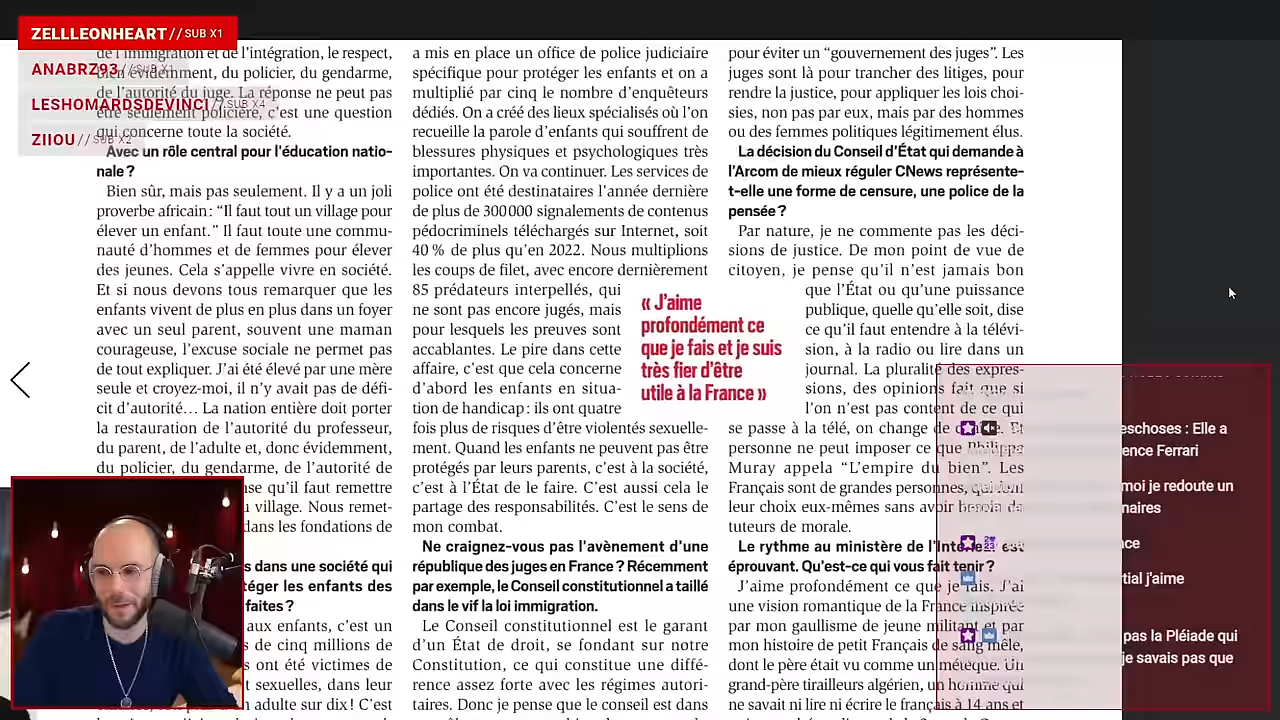 ZELLLEONHEART // SUB X1
ANABRZ93 // SUB X1
LESHOMARDSDEVINCI // SUB X4
ZIIOU // SUB X2
de l'immigration et de l'intégration, le respect,
bien évidemment, du policier, du gendarme,
de l'autorité du juge. La réponse ne peut pas
être seulement policière, c'est une question
qui concerne toute la société.
Avec un rôle central pour l'éducation natio-
nale ?
Bien sûr, mais pas seulement. Il y a un joli
proverbe africain : “Il faut tout un village pour
élever un enfant.” Il faut toute une commu-
nauté d'hommes et de femmes pour élever
des jeunes. Cela s'appelle vivre en société.
Et si nous devons tous remarquer que les
enfants vivent de plus en plus dans un foyer
avec un seul parent, souvent une maman
courageuse, l'excuse sociale ne permet pas
de tout expliquer. J'ai été élevé par une mère
seule et croyez-moi, il n'y avait pas de défi-
cit d'autorité… La nation entière doit porter
la restauration de l'autorité du professeur,
du parent, de l'adulte et, donc évidemment,
du policier, du gendarme, de l'autorité de
se qu'il faut remettre
village. Nous remet-
dans les fondations de
s dans une société qui
téger les enfants des
faites ?
aux enfants, c'est un
s de cinq millions de
s ont été victimes de
t sexuelles, dans leur
adulte sur dix ! C'est
a mis en place un office de police judiciaire
spécifique pour protéger les enfants et on a
multiplié par cinq le nombre d'enquêteurs
dédiés. On a créé des lieux spécialisés où l'on
recueille la parole d'enfants qui souffrent de
blessures physiques et psychologiques très
importantes. On va continuer. Les services de
police ont été destinataires l'année dernière
de plus de 300 000 signalements de contenus
pédocriminels téléchargés sur Internet, soit
40 % de plus qu'en 2022. Nous multiplions
les coups de filet, avec encore dernièrement
85 prédateurs interpellés, qui
ne sont pas encore jugés, mais
pour lesquels les preuves sont
accablantes. Le pire dans cette
affaire, c'est que cela concerne
d'abord les enfants en situa-
tion de handicap : ils ont quatre
fois plus de risques d'être violentés sexuelle-
ment. Quand les enfants ne peuvent pas être
protégés par leurs parents, c'est à la société,
c'est à l'État de le faire. C'est aussi cela le
partage des responsabilités. C'est le sens de
mon combat.
Ne craignez-vous pas l'avènement d'une
république des juges en France ? Récemment
par exemple, le Conseil constitutionnel a taillé
dans le vif la loi immigration.
Le Conseil constitutionnel est le garant
d'un État de droit, se fondant sur notre
Constitution, ce qui constitue une diffé-
rence assez forte avec les régimes autori-
taires. Donc je pense que le conseil est dans
« J'aime
profondément ce
que je fais et je suis
très fier d'être
utile à la France »
pour éviter un “gouvernement des juges”. Les
juges sont là pour trancher des litiges, pour
rendre la justice, pour appliquer les lois choi-
sies, non pas par eux, mais par des hommes
ou des femmes politiques légitimement élus.
La décision du Conseil d'État qui demande à
l'Arcom de mieux réguler CNews représente-
t-elle une forme de censure, une police de la
pensée ?
Par nature, je ne commente pas les déci-
sions de justice. De mon point de vue de
citoyen, je pense qu'il n'est jamais bon
que l'État ou qu'une puissance
publique, quelle qu'elle soit, dise
ce qu'il faut entendre à la télévi-
sion, à la radio ou lire dans un
journal. La pluralité des expres-
sions, des opinions fait que si
l'on n'est pas content de ce qui
se passe à la télé, on change de chaîne. Et
personne ne peut imposer ce que Philippe
Muray appela “L'empire du bien”. Les
Français sont de grandes personnes, qui font
leur choix eux-mêmes sans avoir besoin de
tuteurs de morale.
Le rythme au ministère de l'Intérieur est
éprouvant. Qu'est-ce qui vous fait tenir ?
J'aime profondément ce que je fais. J'ai
une vision romantique de la France inspirée
par mon gaullisme de jeune militant et par
mon histoire de petit Français de sang mêlé,
dont le père était vu comme un métèque. Un
grand-père tirailleurs algérien, un homme qui
ne savait ni lire ni écrire le français à 14 ans et
eschoses : Elle a
ence Ferrari
moi je redoute un
naires
nce
tial j'aime
pas la Pléiade qui
je savais pas que